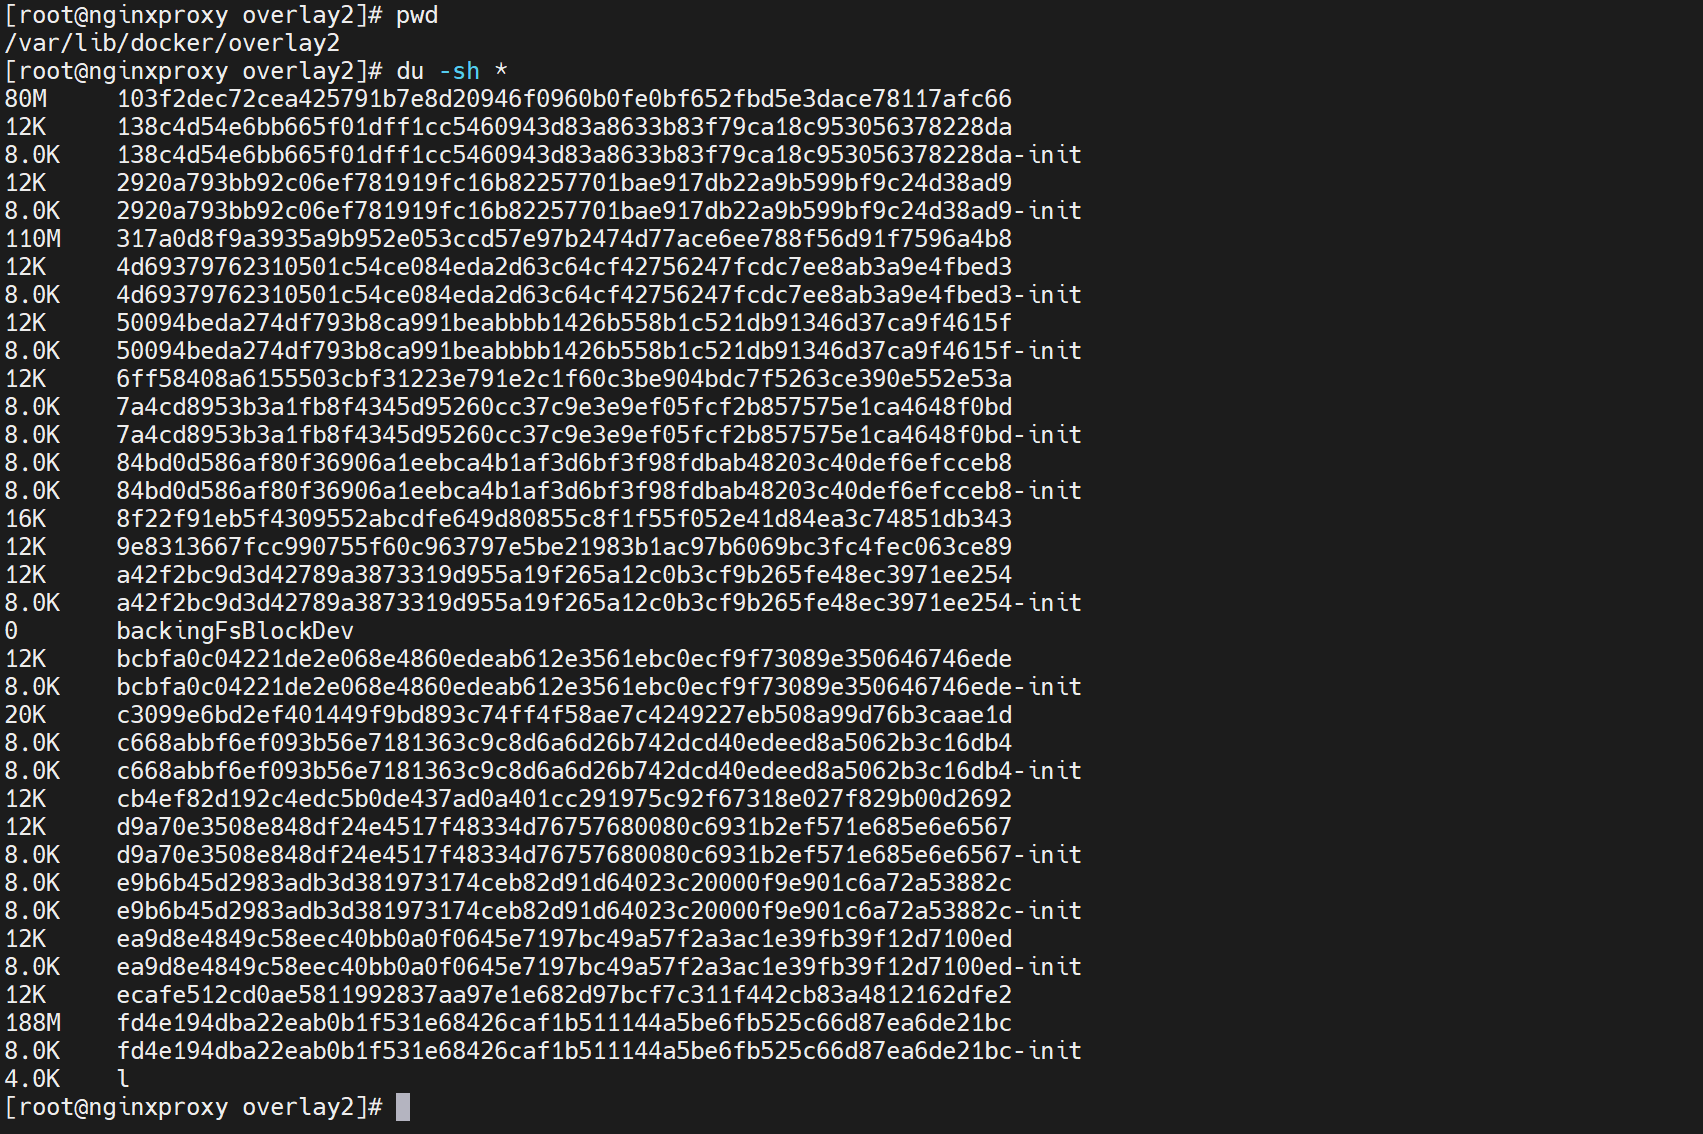 [root@nginxproxy overlay2]# pwd
/var/lib/docker/overlay2
[root@nginxproxy overlay2]# du -sh *
80M     103f2dec72cea425791b7e8d20946f0960b0fe0bf652fbd5e3dace78117afc66
12K     138c4d54e6bb665f01dff1cc5460943d83a8633b83f79ca18c953056378228da
8.0K    138c4d54e6bb665f01dff1cc5460943d83a8633b83f79ca18c953056378228da-init
12K     2920a793bb92c06ef781919fc16b82257701bae917db22a9b599bf9c24d38ad9
8.0K    2920a793bb92c06ef781919fc16b82257701bae917db22a9b599bf9c24d38ad9-init
110M    317a0d8f9a3935a9b952e053ccd57e97b2474d77ace6ee788f56d91f7596a4b8
12K     4d69379762310501c54ce084eda2d63c64cf42756247fcdc7ee8ab3a9e4fbed3
8.0K    4d69379762310501c54ce084eda2d63c64cf42756247fcdc7ee8ab3a9e4fbed3-init
12K     50094beda274df793b8ca991beabbbb1426b558b1c521db91346d37ca9f4615f
8.0K    50094beda274df793b8ca991beabbbb1426b558b1c521db91346d37ca9f4615f-init
12K     6ff58408a6155503cbf31223e791e2c1f60c3be904bdc7f5263ce390e552e53a
8.0K    7a4cd8953b3a1fb8f4345d95260cc37c9e3e9ef05fcf2b857575e1ca4648f0bd
8.0K    7a4cd8953b3a1fb8f4345d95260cc37c9e3e9ef05fcf2b857575e1ca4648f0bd-init
8.0K    84bd0d586af80f36906a1eebca4b1af3d6bf3f98fdbab48203c40def6efcceb8
8.0K    84bd0d586af80f36906a1eebca4b1af3d6bf3f98fdbab48203c40def6efcceb8-init
16K     8f22f91eb5f4309552abcdfe649d80855c8f1f55f052e41d84ea3c74851db343
12K     9e8313667fcc990755f60c963797e5be21983b1ac97b6069bc3fc4fec063ce89
12K     a42f2bc9d3d42789a3873319d955a19f265a12c0b3cf9b265fe48ec3971ee254
8.0K    a42f2bc9d3d42789a3873319d955a19f265a12c0b3cf9b265fe48ec3971ee254-init
0       backingFsBlockDev
12K     bcbfa0c04221de2e068e4860edeab612e3561ebc0ecf9f73089e350646746ede
8.0K    bcbfa0c04221de2e068e4860edeab612e3561ebc0ecf9f73089e350646746ede-init
20K     c3099e6bd2ef401449f9bd893c74ff4f58ae7c4249227eb508a99d76b3caae1d
8.0K    c668abbf6ef093b56e7181363c9c8d6a6d26b742dcd40edeed8a5062b3c16db4
8.0K    c668abbf6ef093b56e7181363c9c8d6a6d26b742dcd40edeed8a5062b3c16db4-init
12K     cb4ef82d192c4edc5b0de437ad0a401cc291975c92f67318e027f829b00d2692
12K     d9a70e3508e848df24e4517f48334d76757680080c6931b2ef571e685e6e6567
8.0K    d9a70e3508e848df24e4517f48334d76757680080c6931b2ef571e685e6e6567-init
8.0K    e9b6b45d2983adb3d381973174ceb82d91d64023c20000f9e901c6a72a53882c
8.0K    e9b6b45d2983adb3d381973174ceb82d91d64023c20000f9e901c6a72a53882c-init
12K     ea9d8e4849c58eec40bb0a0f0645e7197bc49a57f2a3ac1e39fb39f12d7100ed
8.0K    ea9d8e4849c58eec40bb0a0f0645e7197bc49a57f2a3ac1e39fb39f12d7100ed-init
12K     ecafe512cd0ae5811992837aa97e1e682d97bcf7c311f442cb83a4812162dfe2
188M    fd4e194dba22eab0b1f531e68426caf1b511144a5be6fb525c66d87ea6de21bc
8.0K    fd4e194dba22eab0b1f531e68426caf1b511144a5be6fb525c66d87ea6de21bc-init
4.0K    l
[root@nginxproxy overlay2]#